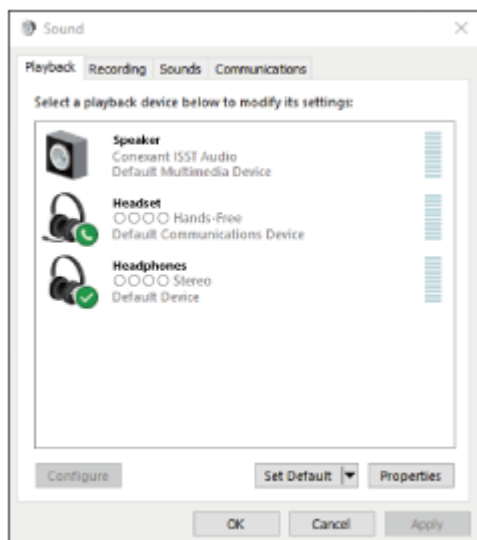 Sound
Playback Recording Sounds Communications
Select a playback device below to modify its settings:
Speaker
Conexant ISST Audio
Default Multimedia Device
Headset
○○○○ Hands-Free
Default Communications Device
Headphones
○○○○ Stereo
Default Device
Configure Set Default Properties
OK Cancel Apply